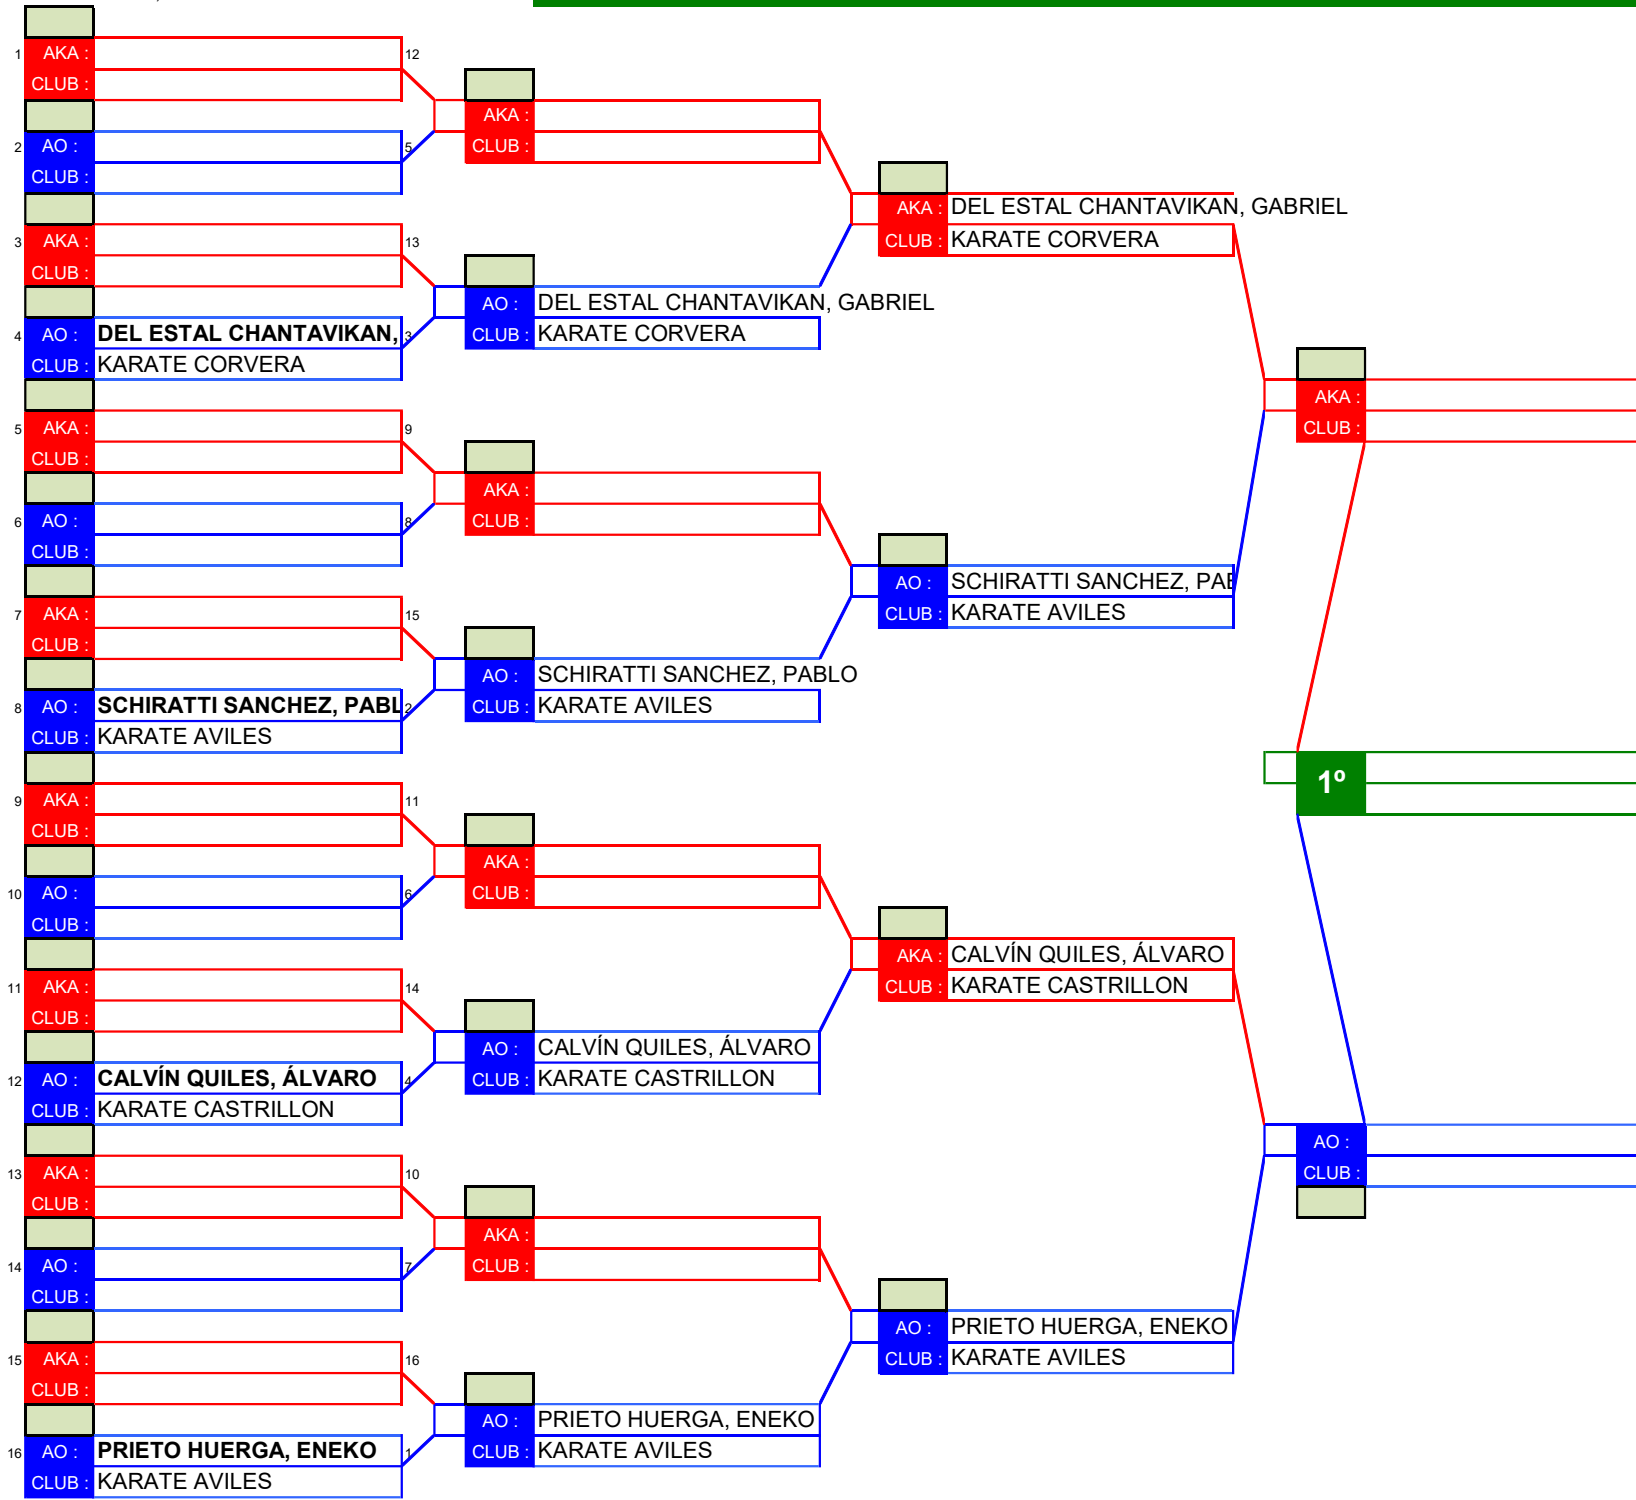 1 AKA : 12
CLUB :
2 AO : 5
CLUB :
3 AKA : 13
CLUB :
4 AO : DEL ESTAL CHANTAVIKAN, 3
CLUB : KARATE CORVERA
5 AKA : 9
CLUB :
6 AO : 8
CLUB :
7 AKA : 15
CLUB :
8 AO : SCHIRATTI SANCHEZ, PABL 2
CLUB : KARATE AVILES
9 AKA : 11
CLUB :
10 AO : 6
CLUB :
11 AKA : 14
CLUB :
12 AO : CALVÍN QUILES, ÁLVARO 4
CLUB : KARATE CASTRILLON
13 AKA : 10
CLUB :
14 AO : 7
CLUB :
15 AKA : 16
CLUB :
16 AO : PRIETO HUERGA, ENEKO 1
CLUB : KARATE AVILES
AKA :
CLUB :
AO : DEL ESTAL CHANTAVIKAN, GABRIEL
CLUB : KARATE CORVERA
AKA :
CLUB :
AO : SCHIRATTI SANCHEZ, PABLO
CLUB : KARATE AVILES
AKA :
CLUB :
AO : CALVÍN QUILES, ÁLVARO
CLUB : KARATE CASTRILLON
AKA :
CLUB :
AO : PRIETO HUERGA, ENEKO
CLUB : KARATE AVILES
AKA : DEL ESTAL CHANTAVIKAN, GABRIEL
CLUB : KARATE CORVERA
AO : SCHIRATTI SANCHEZ, PAB
CLUB : KARATE AVILES
AKA : CALVÍN QUILES, ÁLVARO
CLUB : KARATE CASTRILLON
AO : PRIETO HUERGA, ENEKO
CLUB : KARATE AVILES
AKA :
CLUB :
1º
AO :
CLUB :